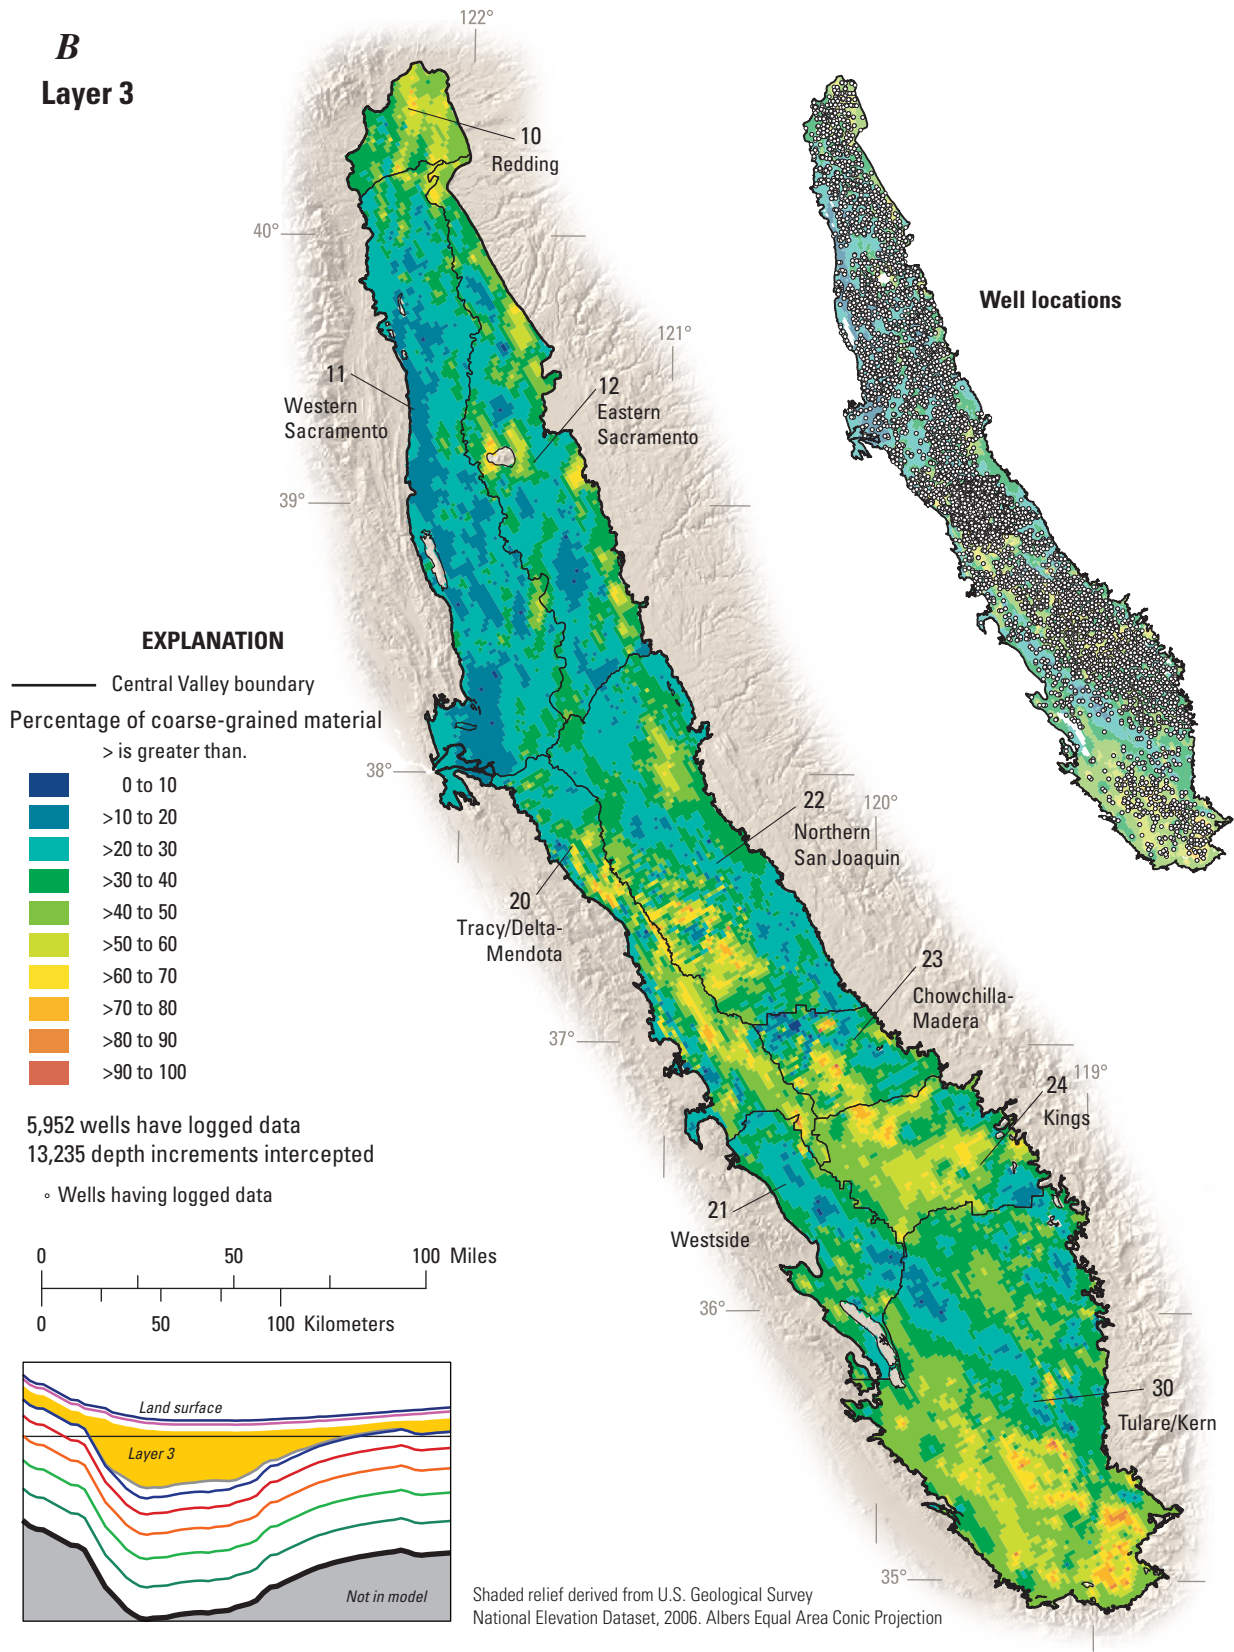 B
Layer 3
122°
10
Redding
40°
Well locations
121°
11
Western
Sacramento
12
Eastern
Sacramento
39°
EXPLANATION
Central Valley boundary
Percentage of coarse-grained material
> is greater than.
0 to 10
>10 to 20
>20 to 30
>30 to 40
>40 to 50
>50 to 60
>60 to 70
>70 to 80
>80 to 90
>90 to 100
38°
120°
22
Northern
San Joaquin
20
Tracy/Delta-
Mendota
23
Chowchilla-
Madera
37°
119°
24
Kings
5,952 wells have logged data
13,235 depth increments intercepted
Wells having logged data
21
Westside
0 50 100 Miles
0 50 100 Kilometers
36°
30
Tulare/Kern
Land surface
Layer 3
Not in model
35°
Shaded relief derived from U.S. Geological Survey
National Elevation Dataset, 2006. Albers Equal Area Conic Projection